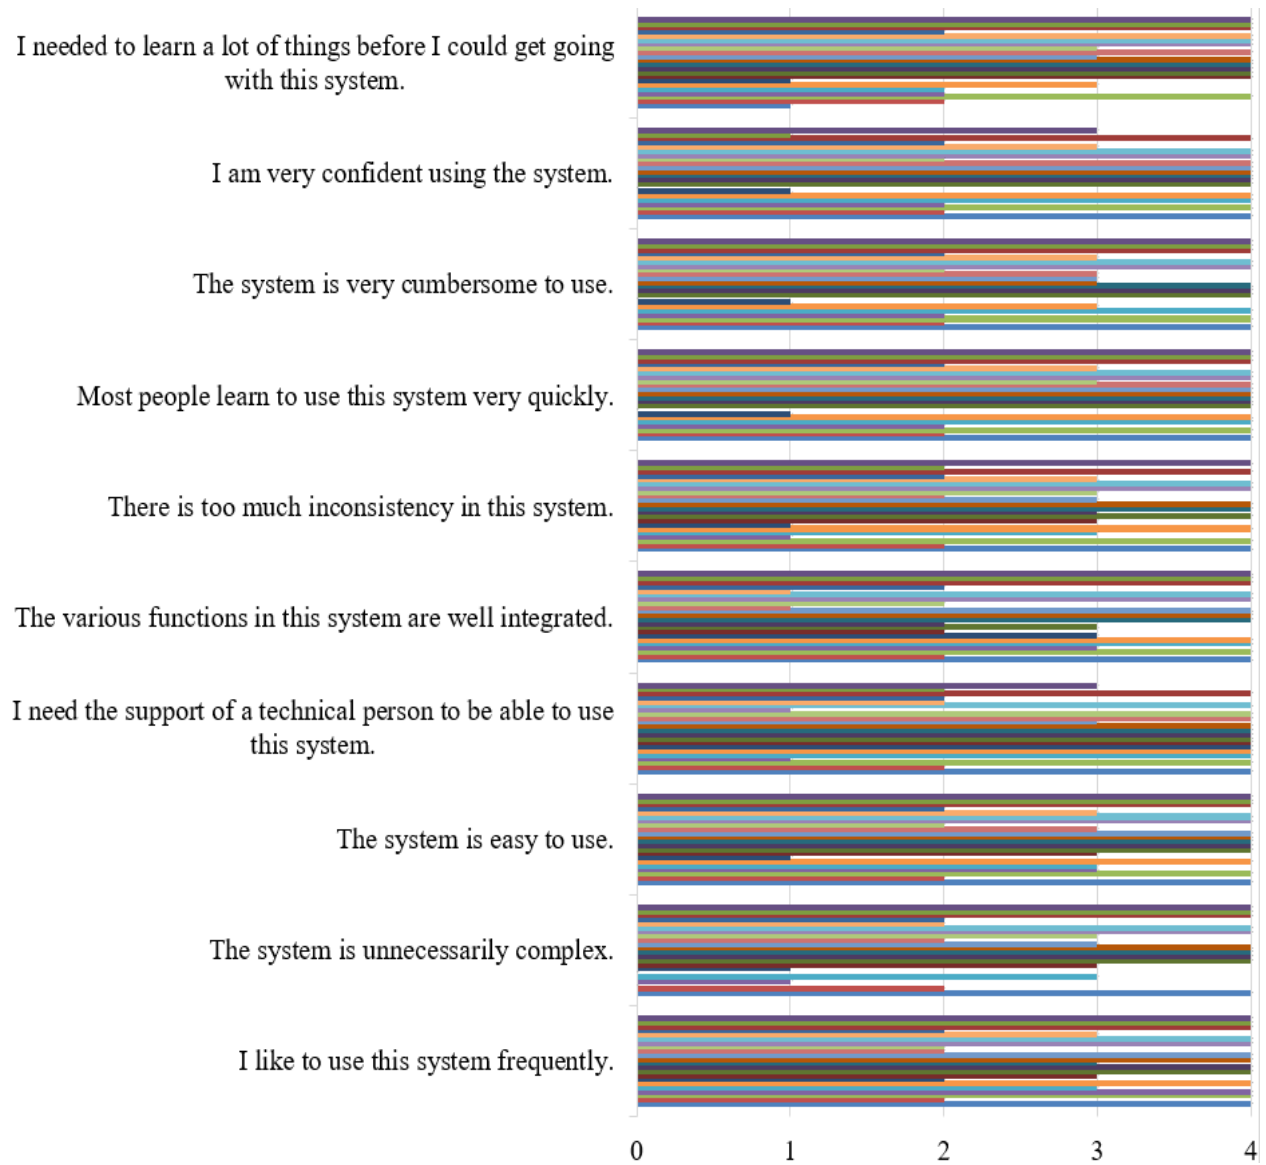 I needed to learn a lot of things before I could get going
with this system.
I am very confident using the system.
The system is very cumbersome to use.
Most people learn to use this system very quickly.
There is too much inconsistency in this system.
The various functions in this system are well integrated.
I need the support of a technical person to be able to use
this system.
The system is easy to use.
The system is unnecessarily complex.
I like to use this system frequently.
0 1 2 3 4